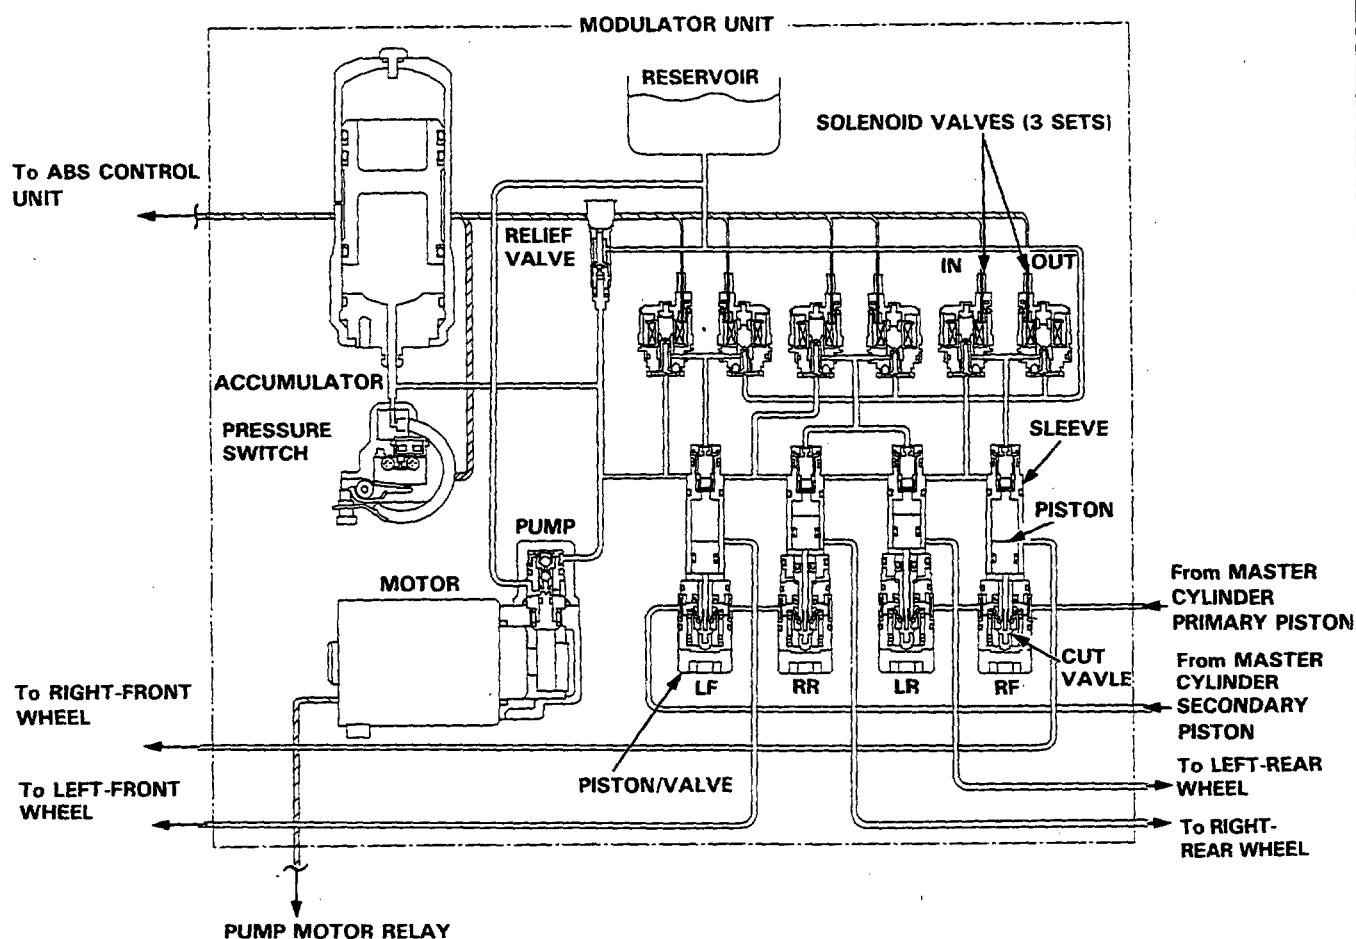 MODULATOR UNIT
RESERVOIR
SOLENOID VALVES (3 SETS)
To ABS CONTROL
UNIT
RELIEF
VALVE
IN
OUT
ACCUMULATOR
PRESSURE
SWITCH
SLEEVE
PISTON
PUMP
MOTOR
From MASTER
CYLINDER
PRIMARY PISTON
CUT
VAVLE
From MASTER
CYLINDER
SECONDARY
PISTON
LF
RR
LR
RF
To RIGHT-FRONT
WHEEL
PISTON/VALVE
To LEFT-REAR
WHEEL
To LEFT-FRONT
WHEEL
To RIGHT-
REAR WHEEL
PUMP MOTOR RELAY